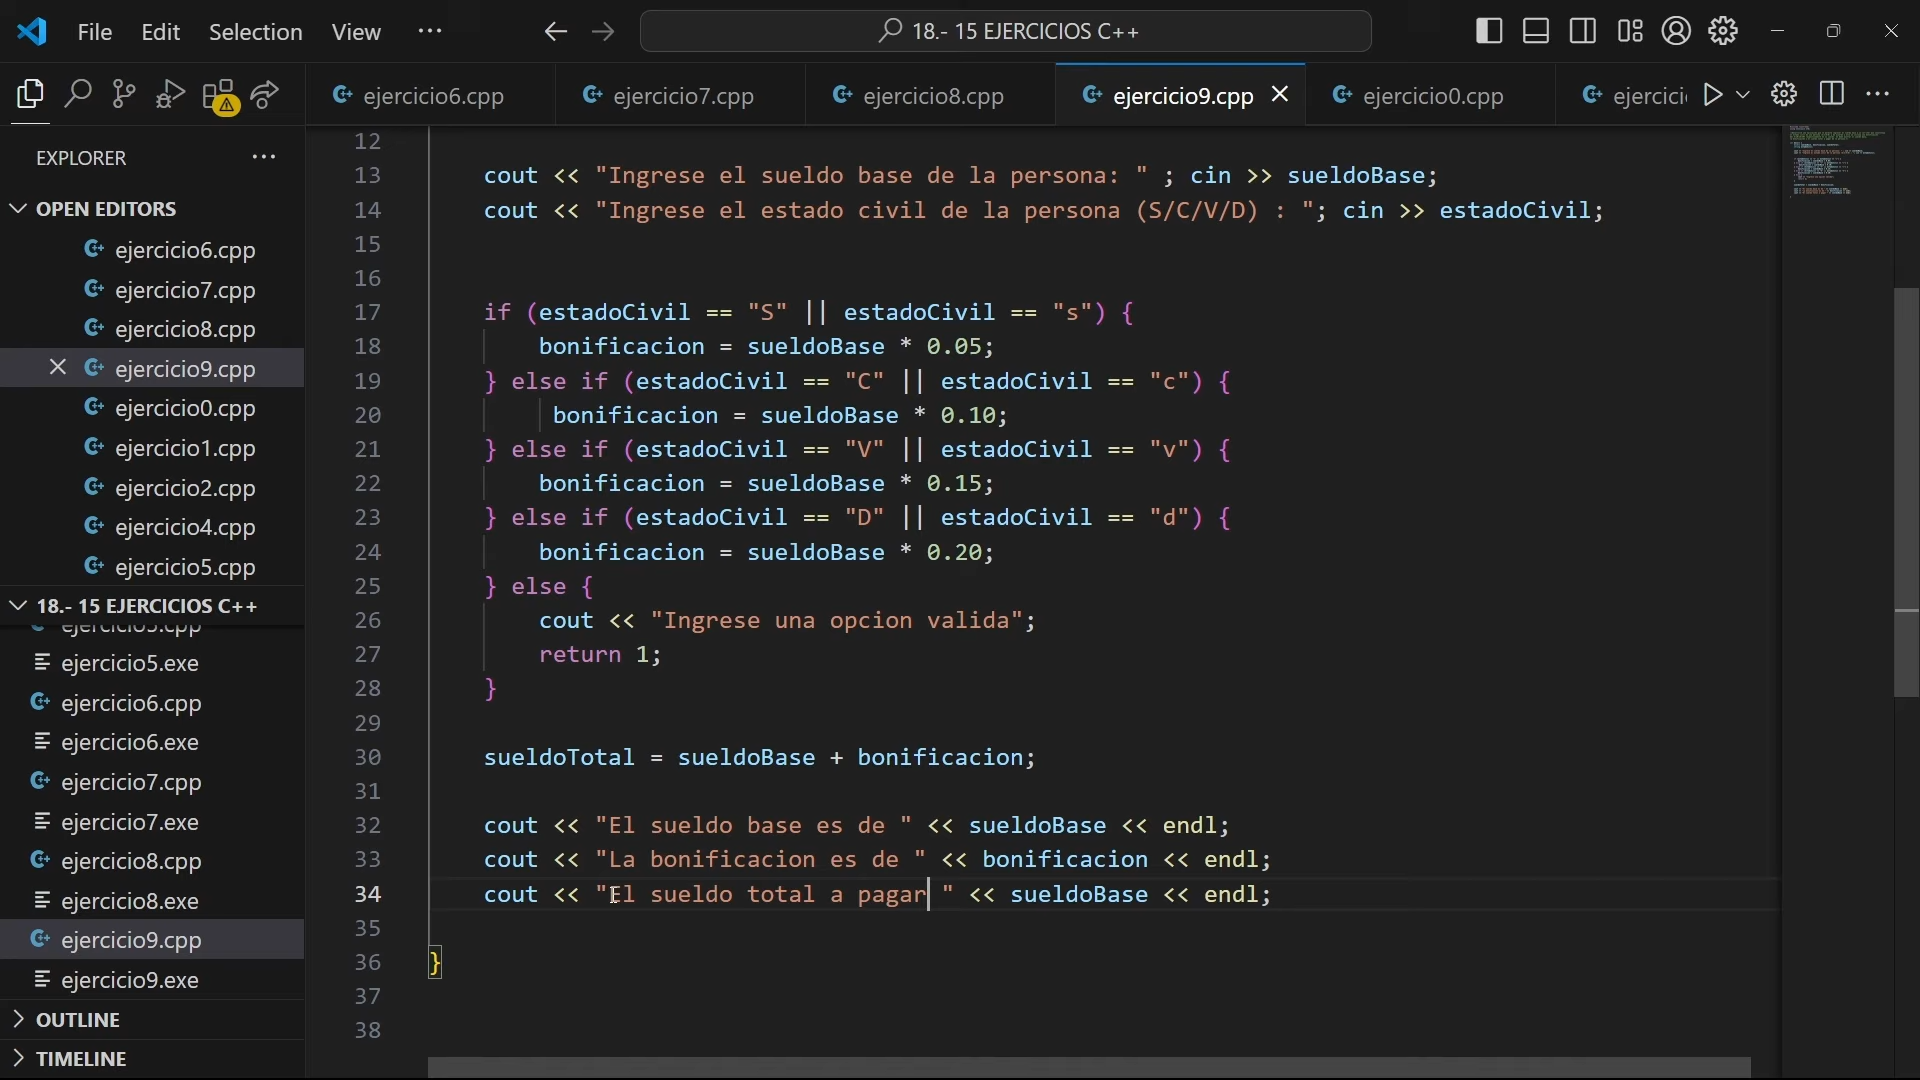 File Edit Selection View ··· 18.- 15 EJERCICIOS C++
ejercicio6.cpp ejercicio7.cpp ejercicio8.cpp ejercicio9.cpp ejercicio0.cpp ejercici
EXPLORER
OPEN EDITORS
ejercicio6.cpp
ejercicio7.cpp
ejercicio8.cpp
ejercicio9.cpp
ejercicio0.cpp
ejercicio1.cpp
ejercicio2.cpp
ejercicio4.cpp
ejercicio5.cpp
18.- 15 EJERCICIOS C++
ejercicio5.cpp
ejercicio5.exe
ejercicio6.cpp
ejercicio6.exe
ejercicio7.cpp
ejercicio7.exe
ejercicio8.cpp
ejercicio8.exe
ejercicio9.cpp
ejercicio9.exe
OUTLINE
TIMELINE
12
13 cout << "Ingrese el sueldo base de la persona: " ; cin >> sueldoBase;
14 cout << "Ingrese el estado civil de la persona (S/C/V/D) : "; cin >> estadoCivil;
15
16
17 if (estadoCivil == "S" || estadoCivil == "s") {
18 bonificacion = sueldoBase * 0.05;
19 } else if (estadoCivil == "C" || estadoCivil == "c") {
20 bonificacion = sueldoBase * 0.10;
21 } else if (estadoCivil == "V" || estadoCivil == "v") {
22 bonificacion = sueldoBase * 0.15;
23 } else if (estadoCivil == "D" || estadoCivil == "d") {
24 bonificacion = sueldoBase * 0.20;
25 } else {
26 cout << "Ingrese una opcion valida";
27 return 1;
28 }
29
30 sueldoTotal = sueldoBase + bonificacion;
31
32 cout << "El sueldo base es de " << sueldoBase << endl;
33 cout << "La bonificacion es de " << bonificacion << endl;
34 cout << "El sueldo total a pagar " << sueldoBase << endl;
35
36 }
37
38